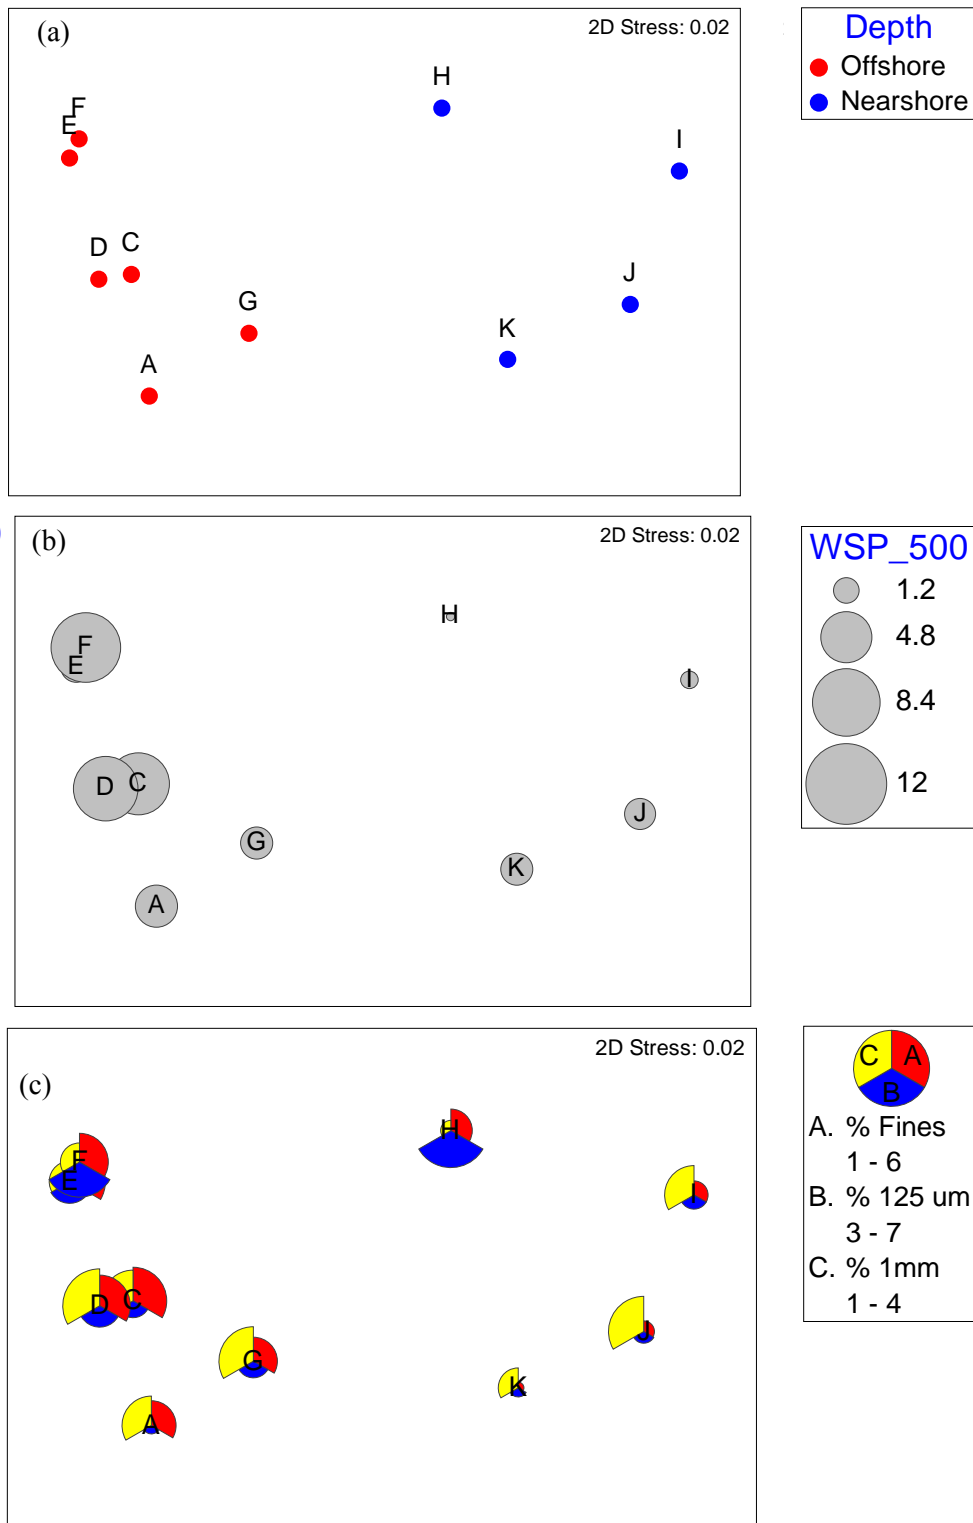 (a)
2D Stress: 0.02
H
F
E
I
D
C
J
G
K
A
Depth
Offshore
Nearshore
(b)
2D Stress: 0.02
H
F
E
I
D
C
J
G
K
A
WSP_500
1.2
4.8
8.4
12
(c)
2D Stress: 0.02
H
F
E
I
D
C
J
G
K
A
C
A
B
A. % Fines
1 - 6
B. % 125 um
3 - 7
C. % 1mm
1 - 4